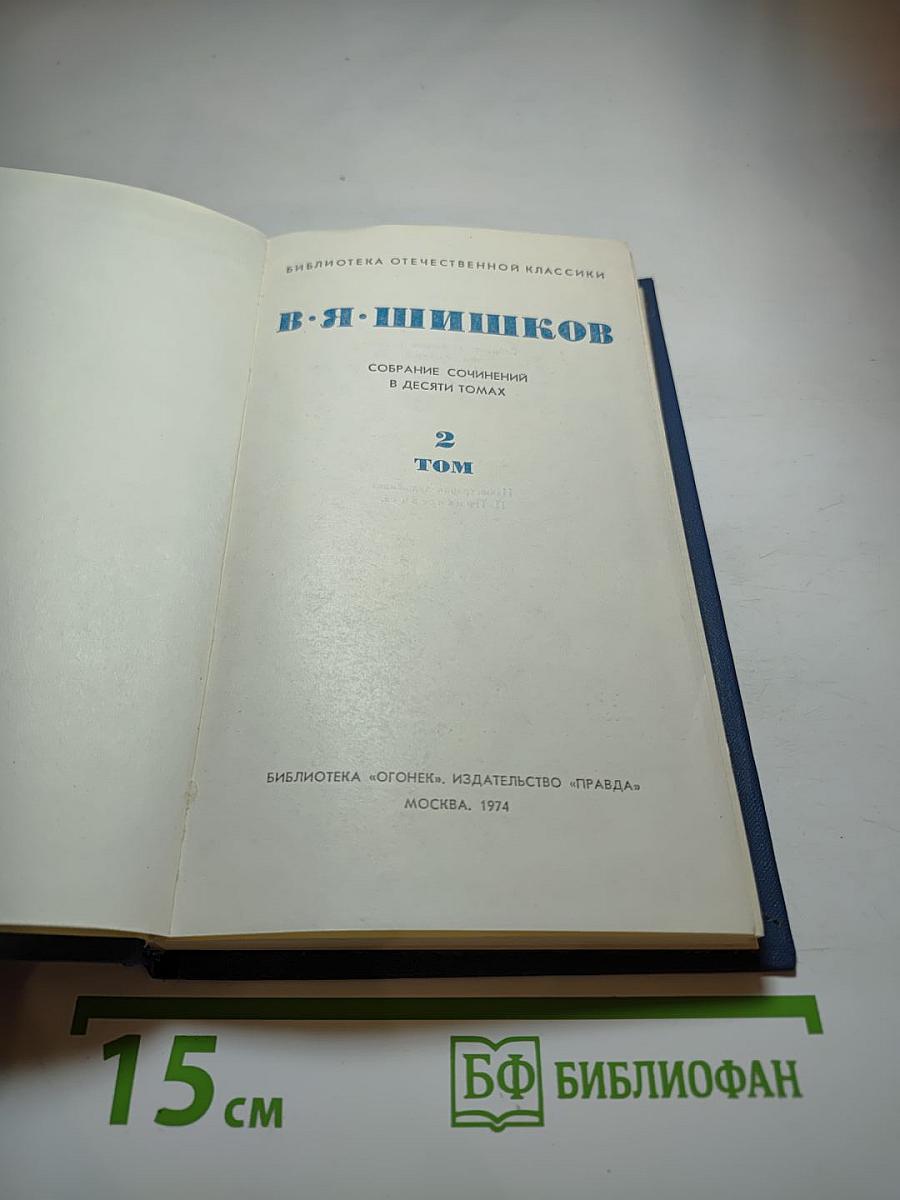 БИБЛИОТЕКА ОТЕЧЕСТВЕННОЙ КЛАССИКИ
В·Я·ШИШКОВ
СОБРАНИЕ СОЧИНЕНИЙ
В ДЕСЯТИ ТОМАХ
2
ТОМ
БИБЛИОТЕКА «ОГОНЕК». ИЗДАТЕЛЬСТВО «ПРАВДА»
МОСКВА. 1974
15 см
БФ БИБЛИОФАН